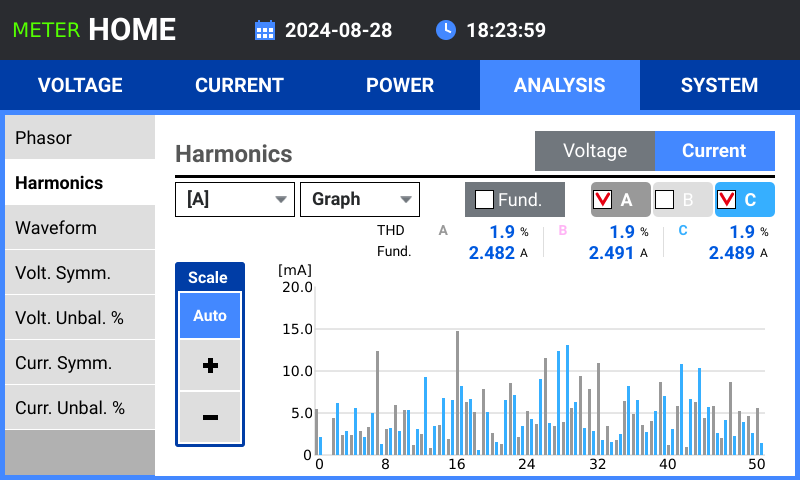 METER HOME 2024-08-28 18:23:59
VOLTAGE CURRENT POWER ANALYSIS SYSTEM
Phasor
Harmonics
Waveform
Volt. Symm.
Volt. Unbal. %
Curr. Symm.
Curr. Unbal. %
Harmonics Voltage Current
[A] Graph Fund. A B C
THD A 1.9 % B 1.9 % C 1.9 %
Fund. 2.482 A 2.491 A 2.489 A
Scale
Auto
+
−
[mA]
20.0
15.0
10.0
5.0
0
0 8 16 24 32 40 50